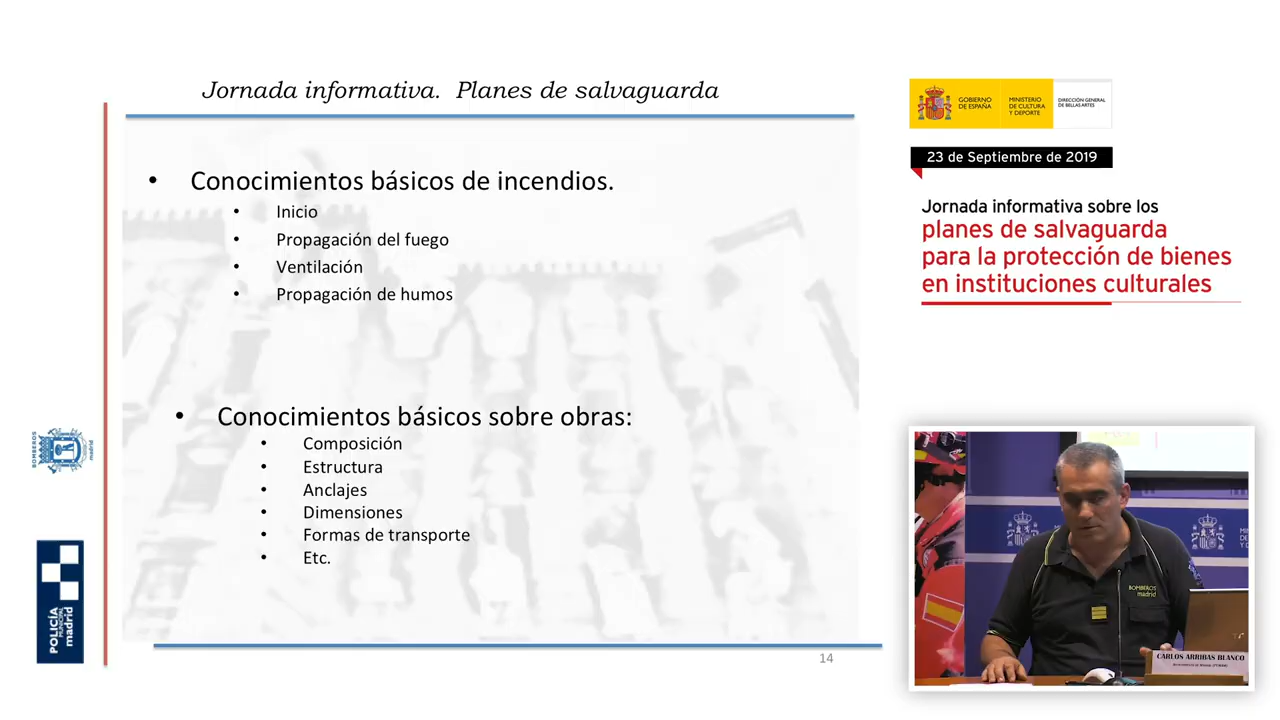 Jornada informativa. Planes de salvaguarda
• Conocimientos básicos de incendios.
• Inicio
• Propagación del fuego
• Ventilación
• Propagación de humos
• Conocimientos básicos sobre obras:
• Composición
• Estructura
• Anclajes
• Dimensiones
• Formas de transporte
• Etc.
14
BOMBEROS
madrid
POLICÍA
MUNICIPAL
madrid
GOBIERNO
DE ESPAÑA
MINISTERIO
DE CULTURA
Y DEPORTE
DIRECCIÓN GENERAL
DE BELLAS ARTES
23 de Septiembre de 2019
Jornada informativa sobre los
planes de salvaguarda
para la protección de bienes
en instituciones culturales
BOMBEROS
madrid
CARLOS ARRIBAS BLANCO